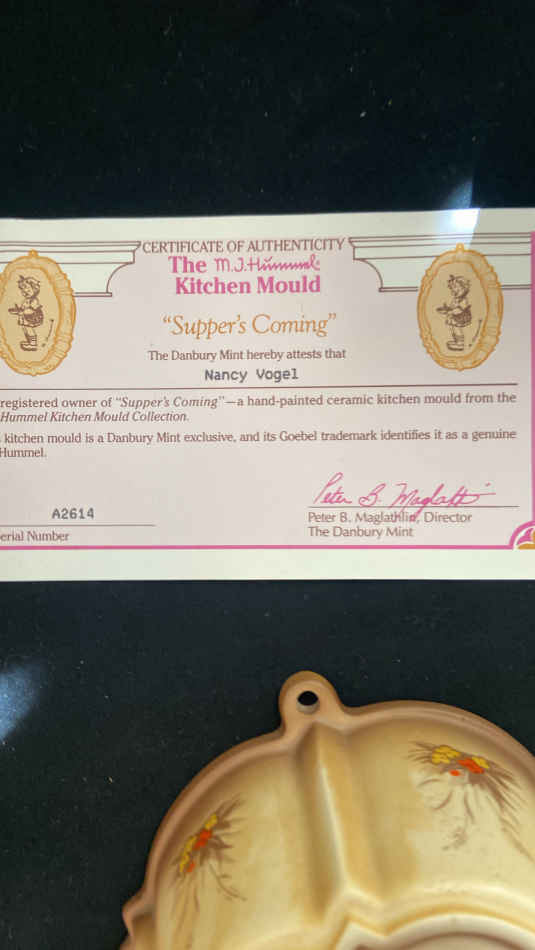 CERTIFICATE OF AUTHENTICITY
The M.J.Hummel®
Kitchen Mould
“Supper's Coming”
The Danbury Mint hereby attests that
Nancy Vogel
registered owner of “Supper's Coming”—a hand-painted ceramic kitchen mould from the
Hummel Kitchen Mould Collection.
kitchen mould is a Danbury Mint exclusive, and its Goebel trademark identifies it as a genuine
Hummel.
Peter B. Maglathlin
A2614
Peter B. Maglathlin, Director
erial Number
The Danbury Mint